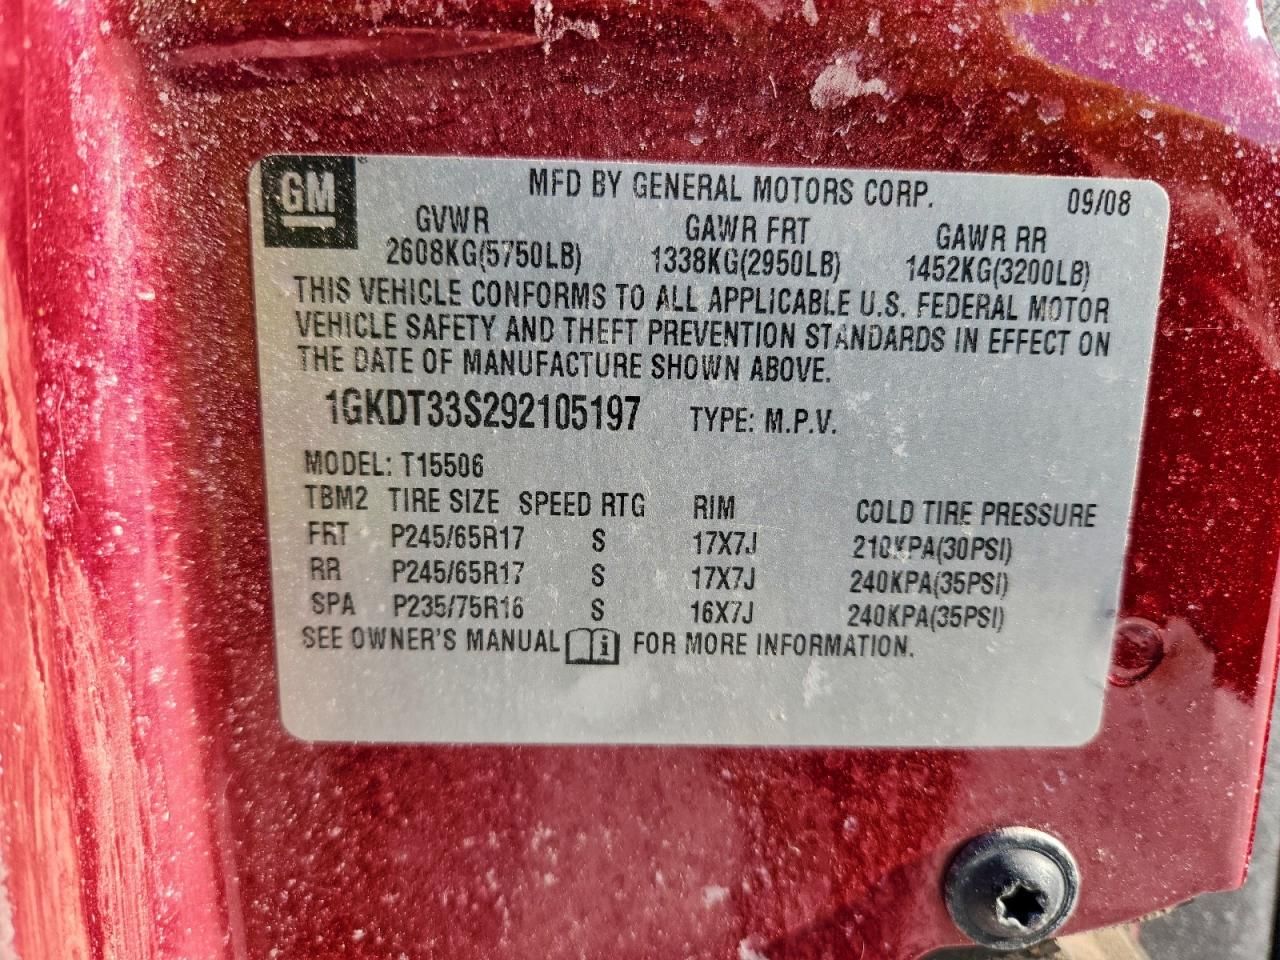 GM
MFD BY GENERAL MOTORS CORP. 09/08
GVWR GAWR FRT GAWR RR
2608KG(5750LB) 1338KG(2950LB) 1452KG(3200LB)
THIS VEHICLE CONFORMS TO ALL APPLICABLE U.S. FEDERAL MOTOR
VEHICLE SAFETY AND THEFT PREVENTION STANDARDS IN EFFECT ON
THE DATE OF MANUFACTURE SHOWN ABOVE.
1GKDT33S292105197 TYPE: M.P.V.
MODEL: T15506
TBM2 TIRE SIZE SPEED RTG RIM COLD TIRE PRESSURE
FRT P245/65R17 S 17X7J 210KPA(30PSI)
RR P245/65R17 S 17X7J 240KPA(35PSI)
SPA P235/75R16 S 16X7J 240KPA(35PSI)
SEE OWNER'S MANUAL i FOR MORE INFORMATION.